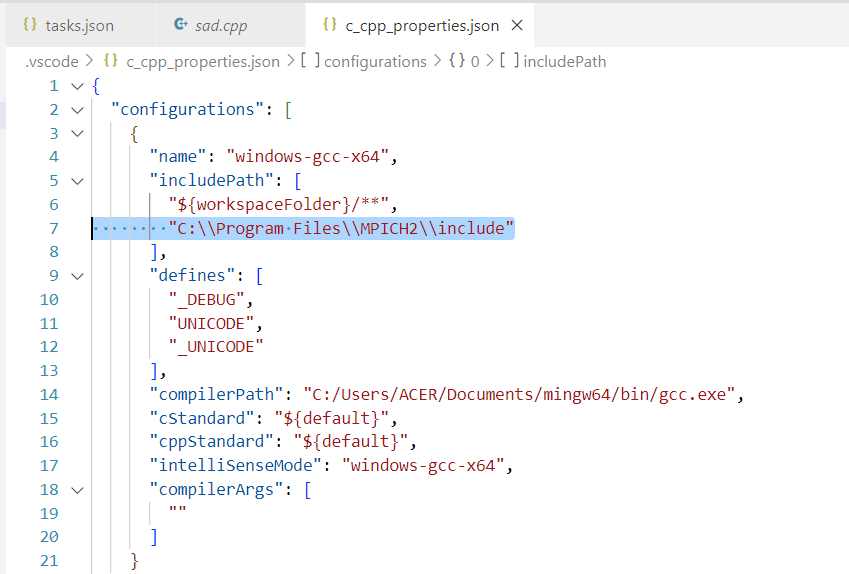 tasks.json sad.cpp c_cpp_properties.json
.vscode > c_cpp_properties.json > [ ] configurations > {} 0 > [ ] includePath
1 {
2 "configurations": [
3 {
4 "name": "windows-gcc-x64",
5 "includePath": [
6 "${workspaceFolder}/**",
7 "C:\\Program Files\\MPICH2\\include"
8 ],
9 "defines": [
10 "_DEBUG",
11 "UNICODE",
12 "_UNICODE"
13 ],
14 "compilerPath": "C:/Users/ACER/Documents/mingw64/bin/gcc.exe",
15 "cStandard": "${default}",
16 "cppStandard": "${default}",
17 "intelliSenseMode": "windows-gcc-x64",
18 "compilerArgs": [
19 ""
20 ]
21 }